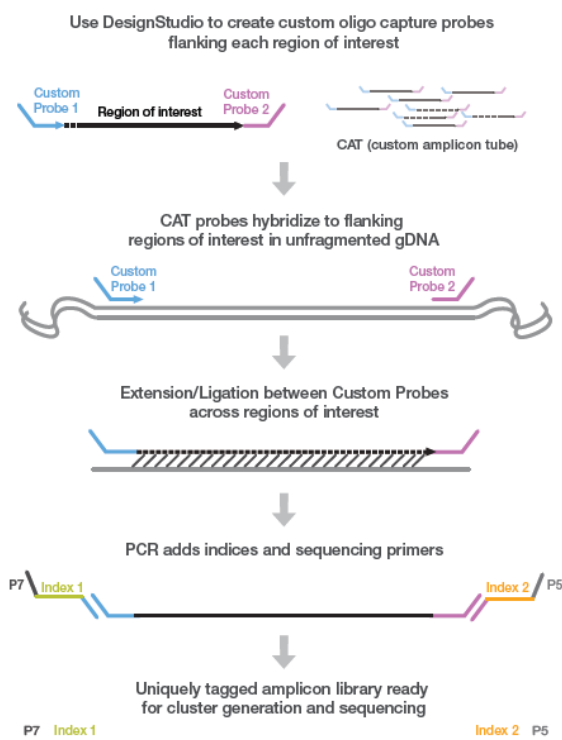 Use DesignStudio to create custom oligo capture probes
flanking each region of interest
Custom
Probe 1
Region of interest
Custom
Probe 2
CAT (custom amplicon tube)
CAT probes hybridize to flanking
regions of interest in unfragmented gDNA
Custom
Probe 1
Custom
Probe 2
Extension/Ligation between Custom Probes
across regions of interest
PCR adds indices and sequencing primers
P7
Index 1
Index 2
P5
Uniquely tagged amplicon library ready
for cluster generation and sequencing
P7 Index 1
Index 2 P5